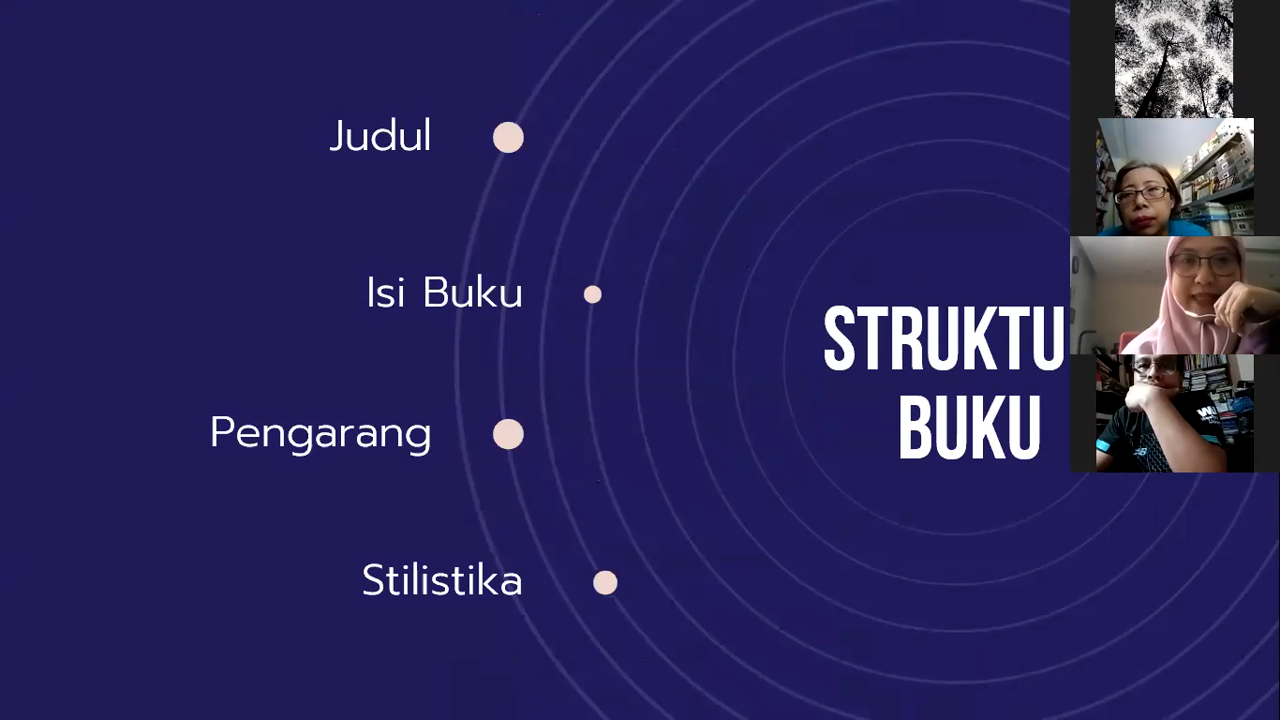 Judul
Isi Buku
Pengarang
Stilistika
STRUKTU
BUKU